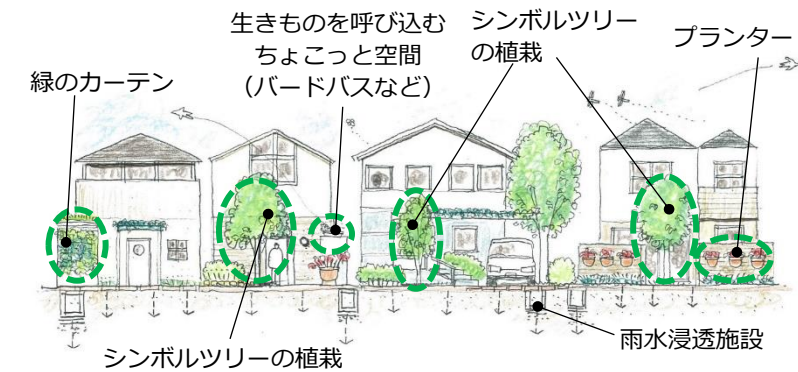 緑のカーテン
生きものを呼び込む
ちょこっと空間
（バードバスなど）
シンボルツリー
の植栽
プランター
シンボルツリーの植栽
雨水浸透施設